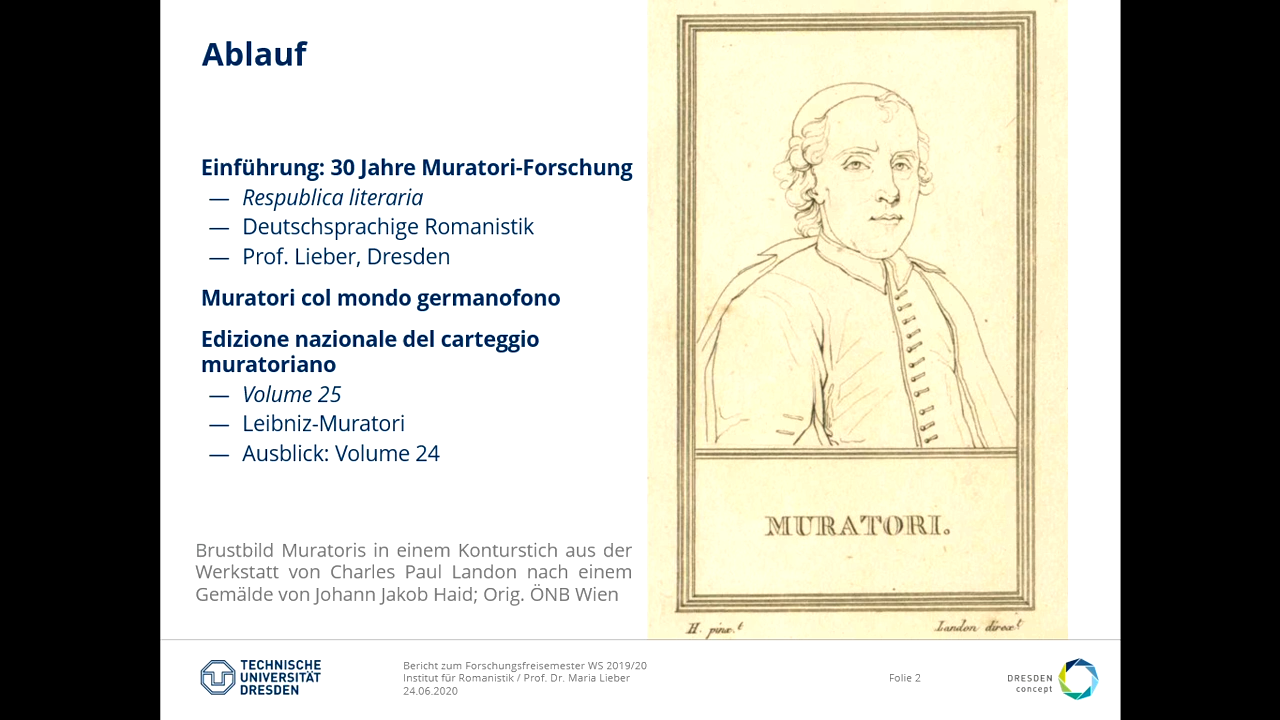 Ablauf
Einführung: 30 Jahre Muratori-Forschung
— Respublica literaria
— Deutschsprachige Romanistik
— Prof. Lieber, Dresden
Muratori col mondo germanofono
Edizione nazionale del carteggio
muratoriano
— Volume 25
— Leibniz-Muratori
— Ausblick: Volume 24
Brustbild Muratoris in einem Konturstich aus der
Werkstatt von Charles Paul Landon nach einem
Gemälde von Johann Jakob Haid; Orig. ÖNB Wien
MURATORI.
H. pinx.t
Landon direx.t
TECHNISCHE
UNIVERSITÄT
DRESDEN
Bericht zum Forschungsfreisemester WS 2019/20
Institut für Romanistik / Prof. Dr. Maria Lieber
24.06.2020
Folie 2
DRESDEN
concept